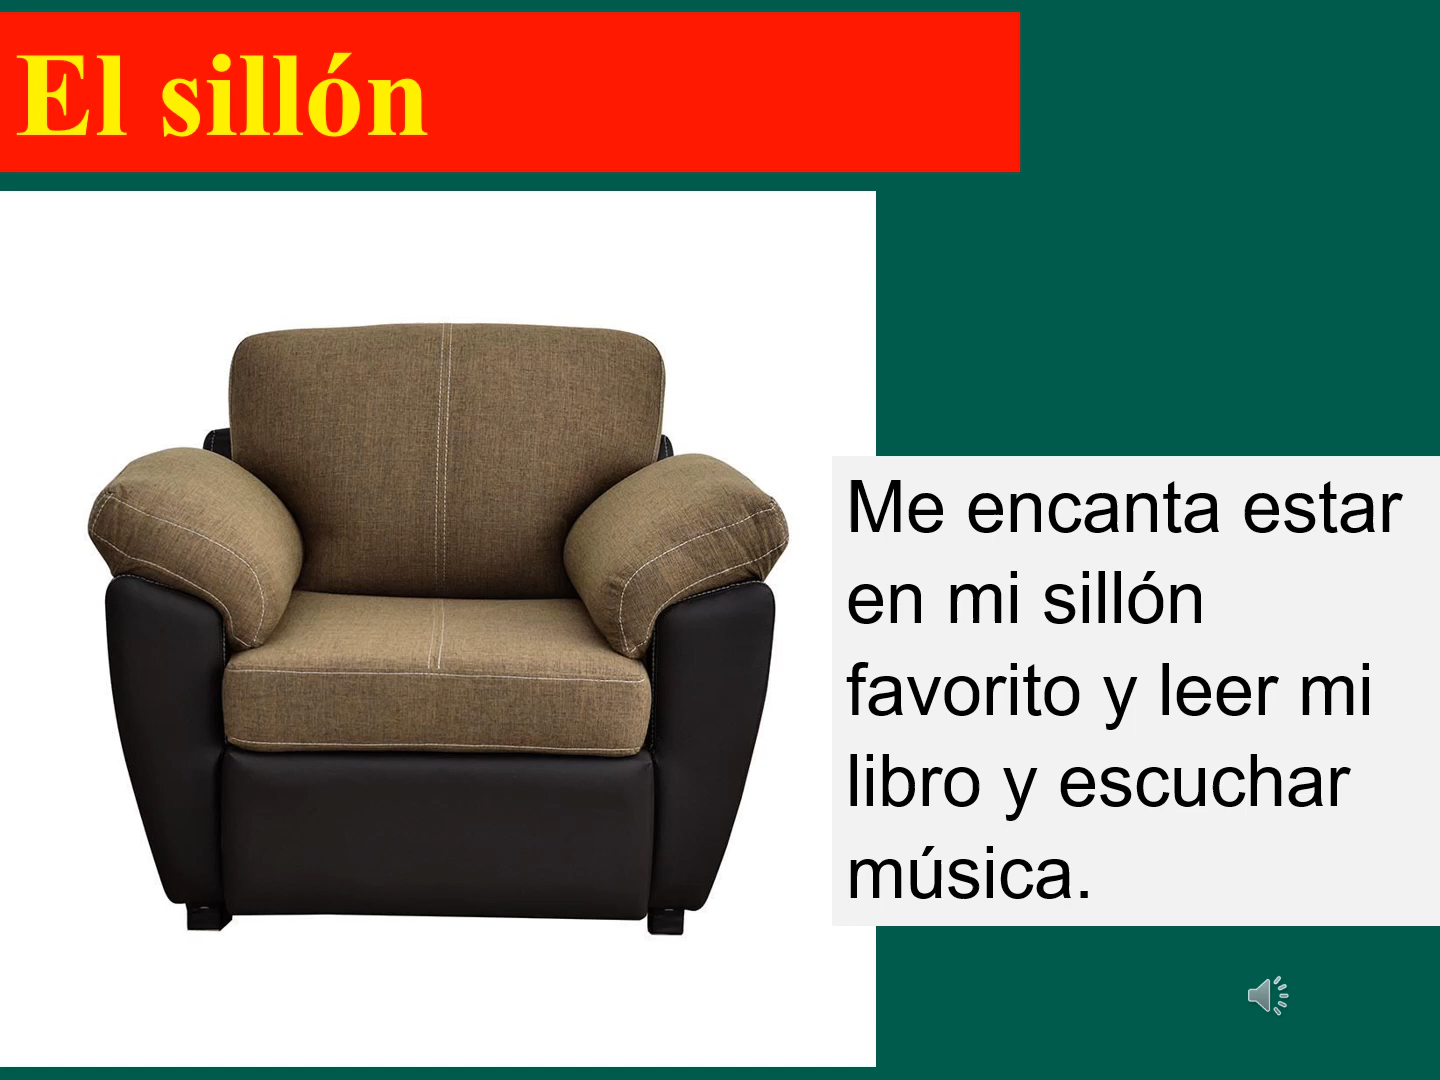 El sillón
Me encanta estar
en mi sillón
favorito y leer mi
libro y escuchar
música.